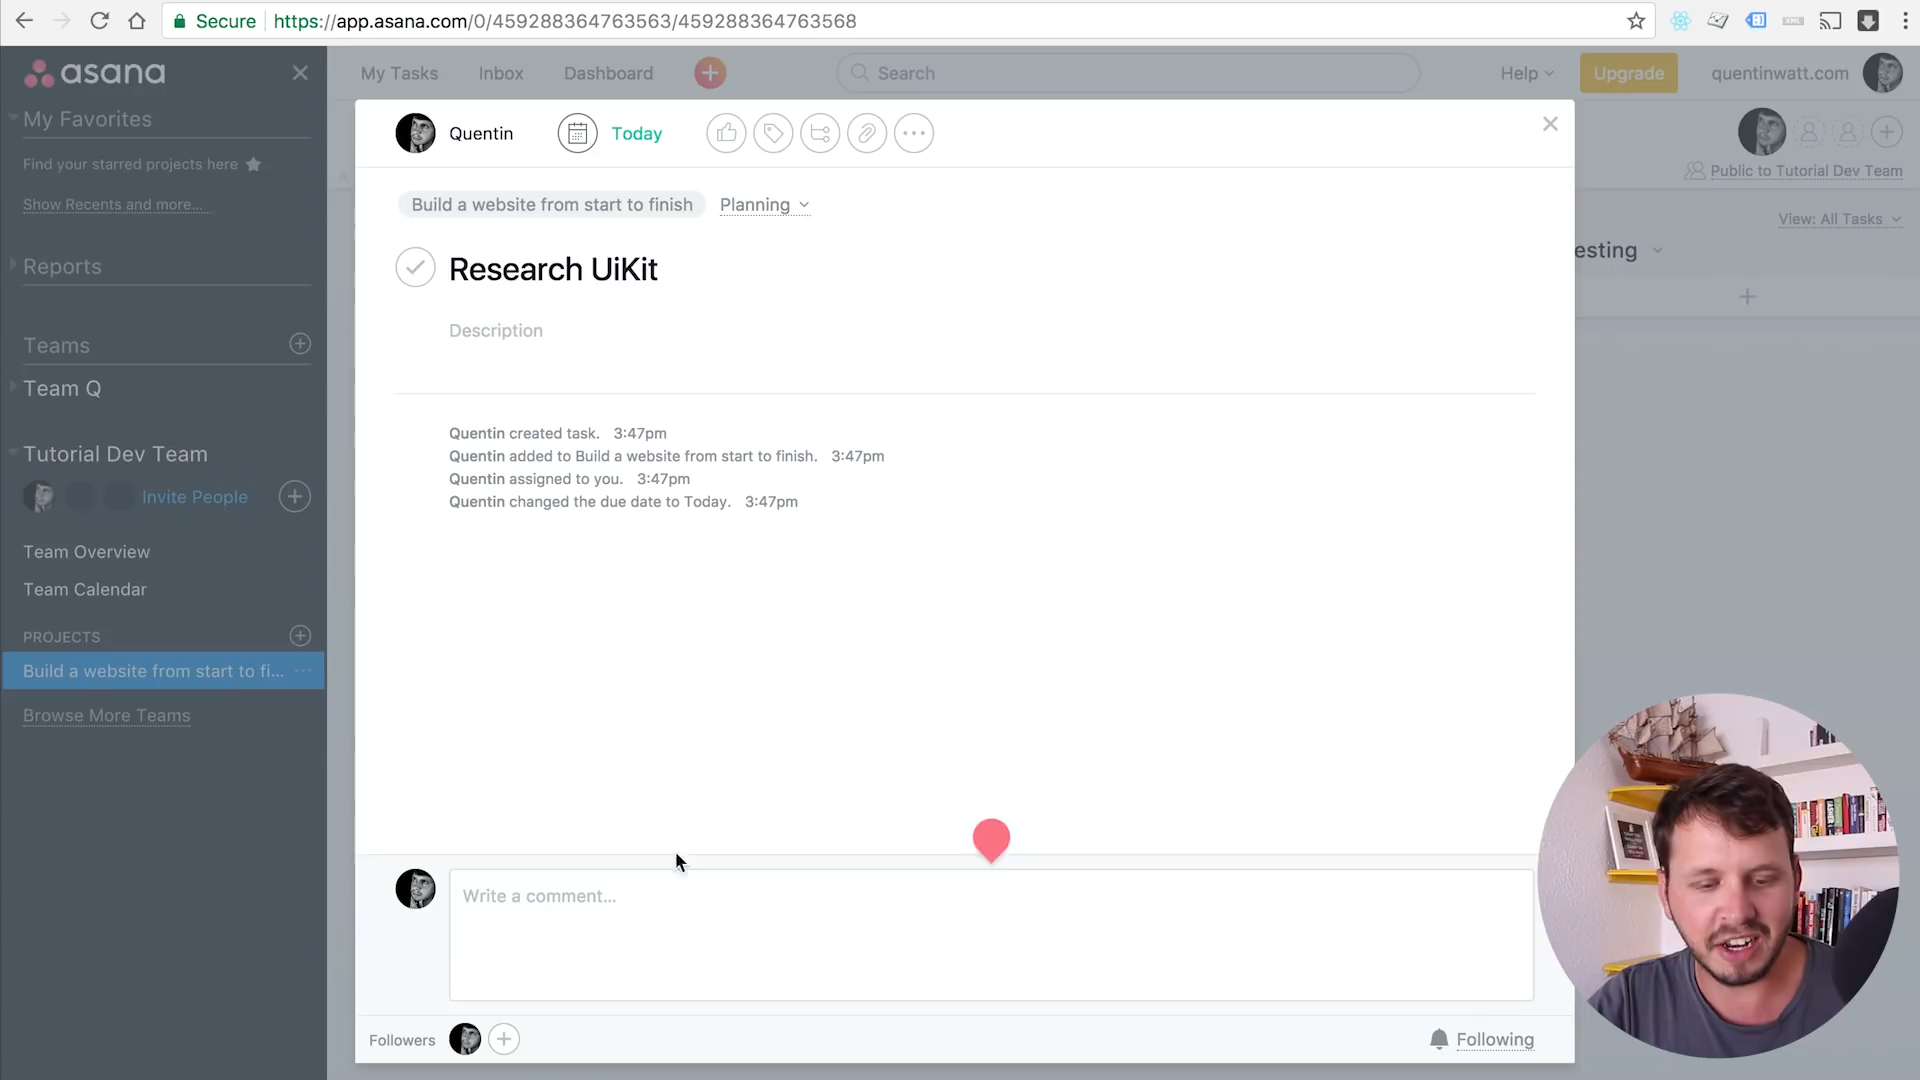 Secure
https://app.asana.com/0/459288364763563/459288364763568
asana
My Tasks
Inbox
Dashboard
Search
Help
Upgrade
quentinwatt.com
My Favorites
Find your starred projects here
Show Recents and more...
Reports
Teams
Team Q
Tutorial Dev Team
Invite People
Team Overview
Team Calendar
PROJECTS
Build a website from start to fi...
Browse More Teams
Quentin
Today
Build a website from start to finish
Planning
Research UiKit
Description
Quentin created task. 3:47pm
Quentin added to Build a website from start to finish. 3:47pm
Quentin assigned to you. 3:47pm
Quentin changed the due date to Today. 3:47pm
Write a comment...
Followers
Following
Public to Tutorial Dev Team
View: All Tasks
esting